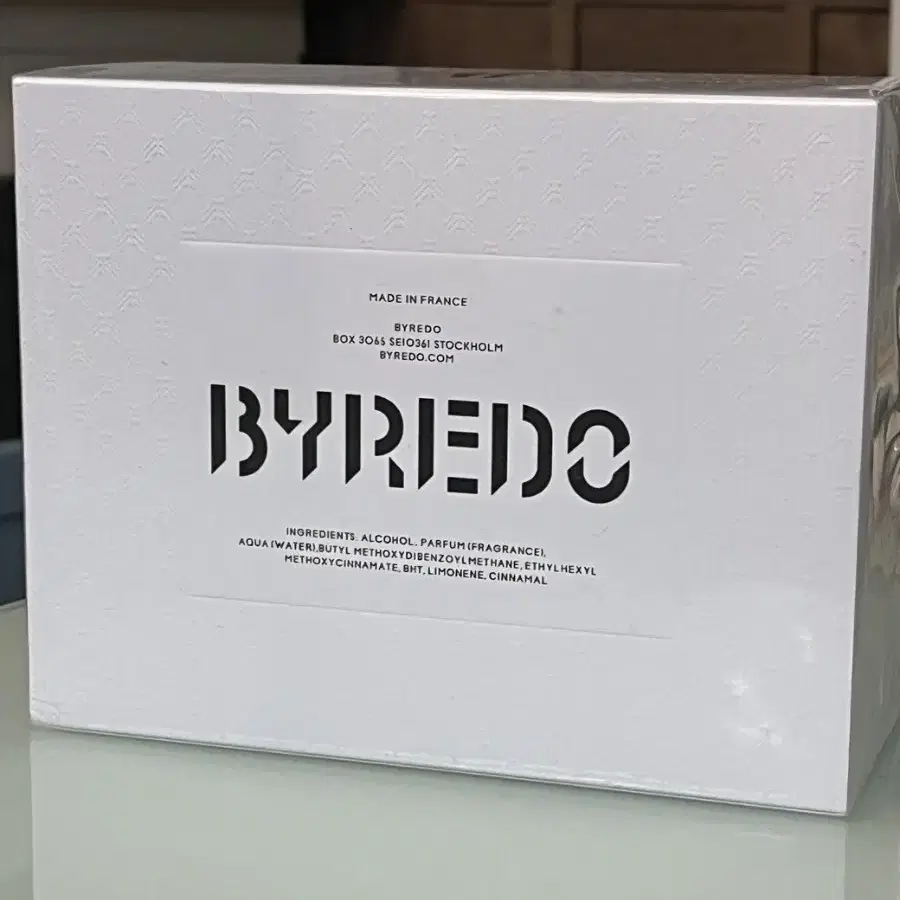 MADE IN FRANCE
BYREDO
BOX 3065 SE10361 STOCKHOLM
BYREDO.COM
BYREDO
INGREDIENTS. ALCOHOL. PARFUM (FRAGRANCE),
AQUA (WATER),BUTYL METHOXYDIBENZOYLMETHANE, ETHYLHEXYL
METHOXYCINNAMATE, BHT, LIMONENE, CINNAMAL